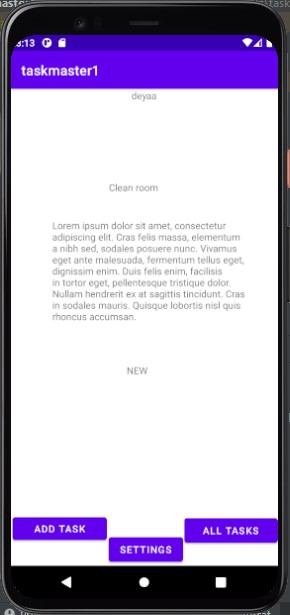 3:13
taskmaster1
deyaa
Clean room
Lorem ipsum dolor sit amet, consectetur
adipiscing elit. Cras felis massa, elementum
a nibh sed, sodales posuere nunc. Vivamus
eget ante malesuada, fermentum tellus eget,
dignissim enim. Duis felis enim, facilisis
in tortor eget, pellentesque tristique dolor.
Nullam hendrerit ex at sagittis tincidunt. Cras
in sodales mauris. Quisque lobortis nisl quis
rhoncus accumsan.
NEW
ADD TASK
ALL TASKS
SETTINGS